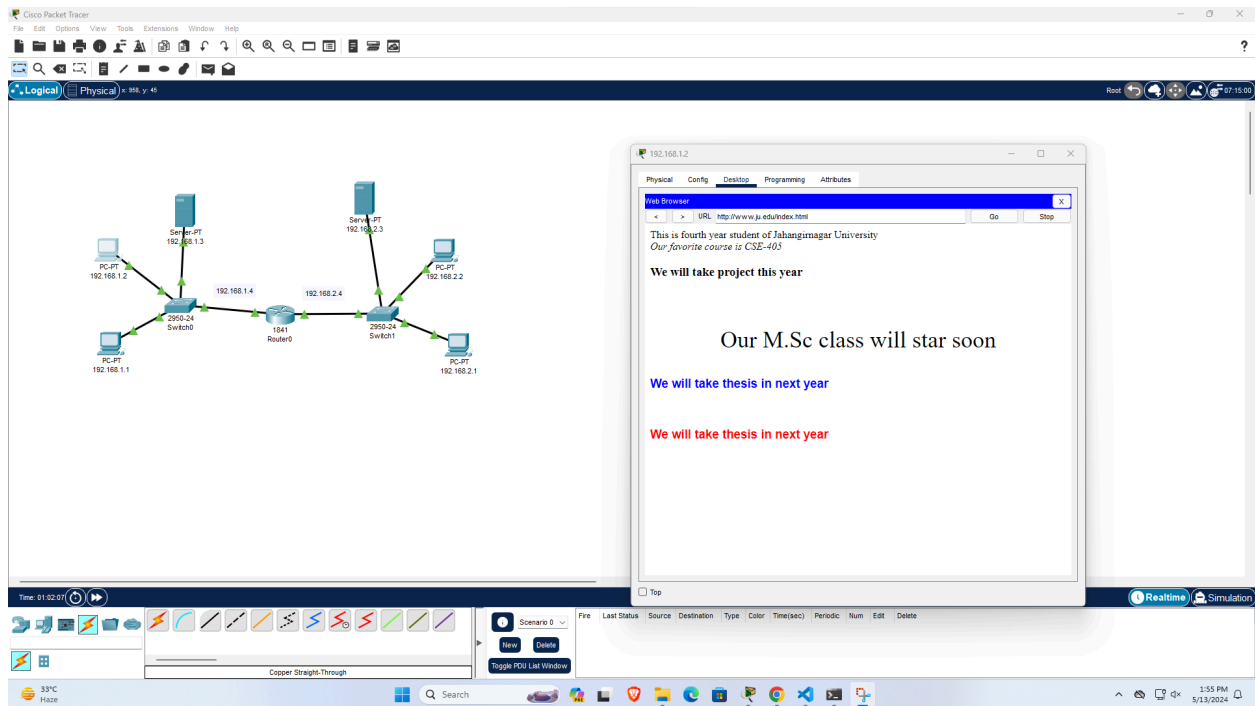 Cisco Packet Tracer
File Edit Options View Tools Extensions Window Help
?
Logical Physical x: 958, y: 45
Root 07:15:00
Server-PT
192.168.1.3
Server-PT
192.168.2.3
PC-PT
192.168.1.2
PC-PT
192.168.2.2
192.168.1.4
192.168.2.4
2950-24
Switch0
1841
Router0
2950-24
Switch1
PC-PT
192.168.1.1
PC-PT
192.168.2.1
192.168.1.2
Physical Config Desktop Programming Attributes
Web Browser X
< > URL http://www.ju.edu/index.html Go Stop
This is fourth year student of Jahangirnagar University
Our favorite course is CSE-405
We will take project this year
Our M.Sc class will star soon
We will take thesis in next year
We will take thesis in next year
Top
Time: 01:02:07
Realtime Simulation
Scenario 0
New Delete
Toggle PDU List Window
Fire Last Status Source Destination Type Color Time(sec) Periodic Num Edit Delete
Copper Straight-Through
33°C
Haze
Search
1:55 PM
5/13/2024